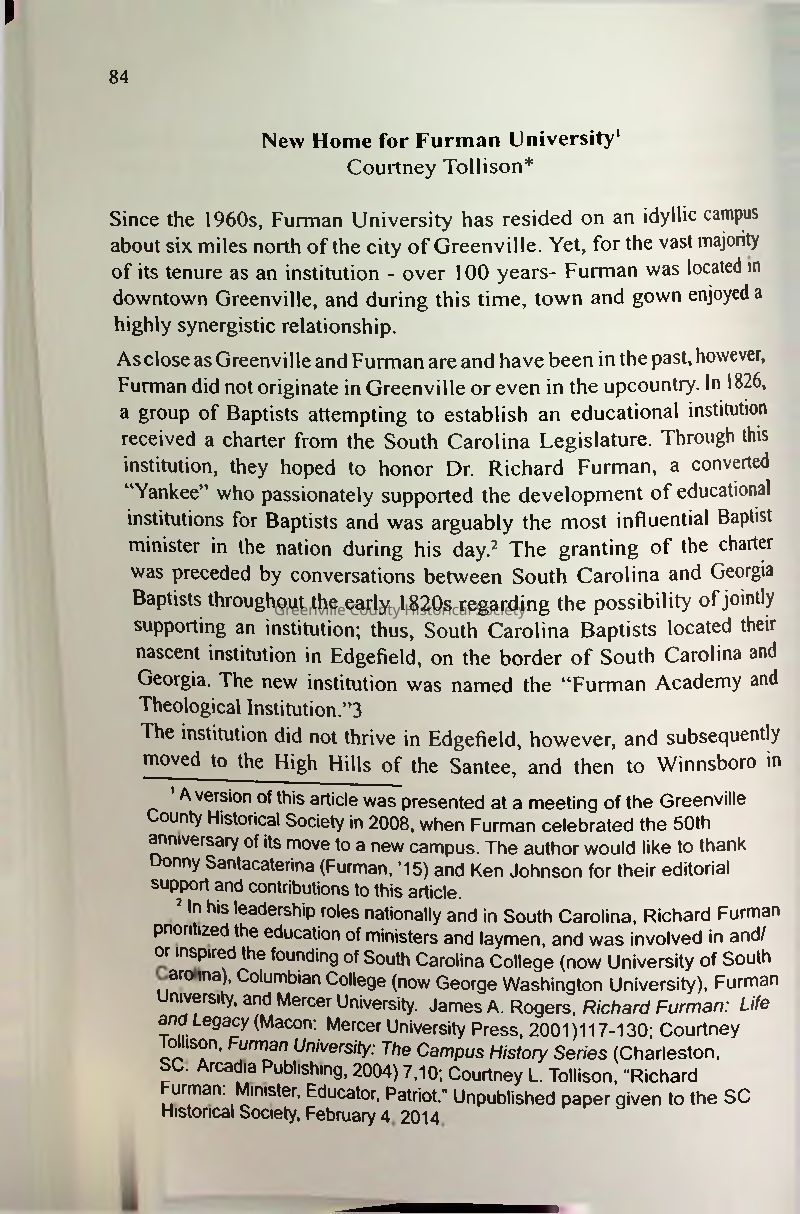 84
New Home for Furman University¹
Courtney Tollison*
Since the 1960s, Furman University has resided on an idyllic campus
about six miles north of the city of Greenville. Yet, for the vast majority
of its tenure as an institution - over 100 years- Furman was located in
downtown Greenville, and during this time, town and gown enjoyed a
highly synergistic relationship.
As close as Greenville and Furman are and have been in the past, however,
Furman did not originate in Greenville or even in the upcountry. In 1826,
a group of Baptists attempting to establish an educational institution
received a charter from the South Carolina Legislature. Through this
institution, they hoped to honor Dr. Richard Furman, a converted
“Yankee” who passionately supported the development of educational
institutions for Baptists and was arguably the most influential Baptist
minister in the nation during his day.² The granting of the charter
was preceded by conversations between South Carolina and Georgia
Baptists throughout the early 1820s regarding the possibility of jointly
Greenville County Historical Society
supporting an institution; thus, South Carolina Baptists located their
nascent institution in Edgefield, on the border of South Carolina and
Georgia. The new institution was named the “Furman Academy and
Theological Institution.”3
The institution did not thrive in Edgefield, however, and subsequently
moved to the High Hills of the Santee, and then to Winnsboro in
¹ A version of this article was presented at a meeting of the Greenville
County Historical Society in 2008, when Furman celebrated the 50th
anniversary of its move to a new campus. The author would like to thank
Donny Santacaterina (Furman, ’15) and Ken Johnson for their editorial
support and contributions to this article.
² In his leadership roles nationally and in South Carolina, Richard Furman
prioritized the education of ministers and laymen, and was involved in and/
or inspired the founding of South Carolina College (now University of South
Carolina), Columbian College (now George Washington University), Furman
University, and Mercer University. James A. Rogers, Richard Furman: Life
and Legacy (Macon: Mercer University Press, 2001)117-130; Courtney
Tollison, Furman University: The Campus History Series (Charleston,
SC: Arcadia Publishing, 2004) 7,10; Courtney L. Tollison, "Richard
Furman: Minister, Educator, Patriot." Unpublished paper given to the SC
Historical Society, February 4, 2014.